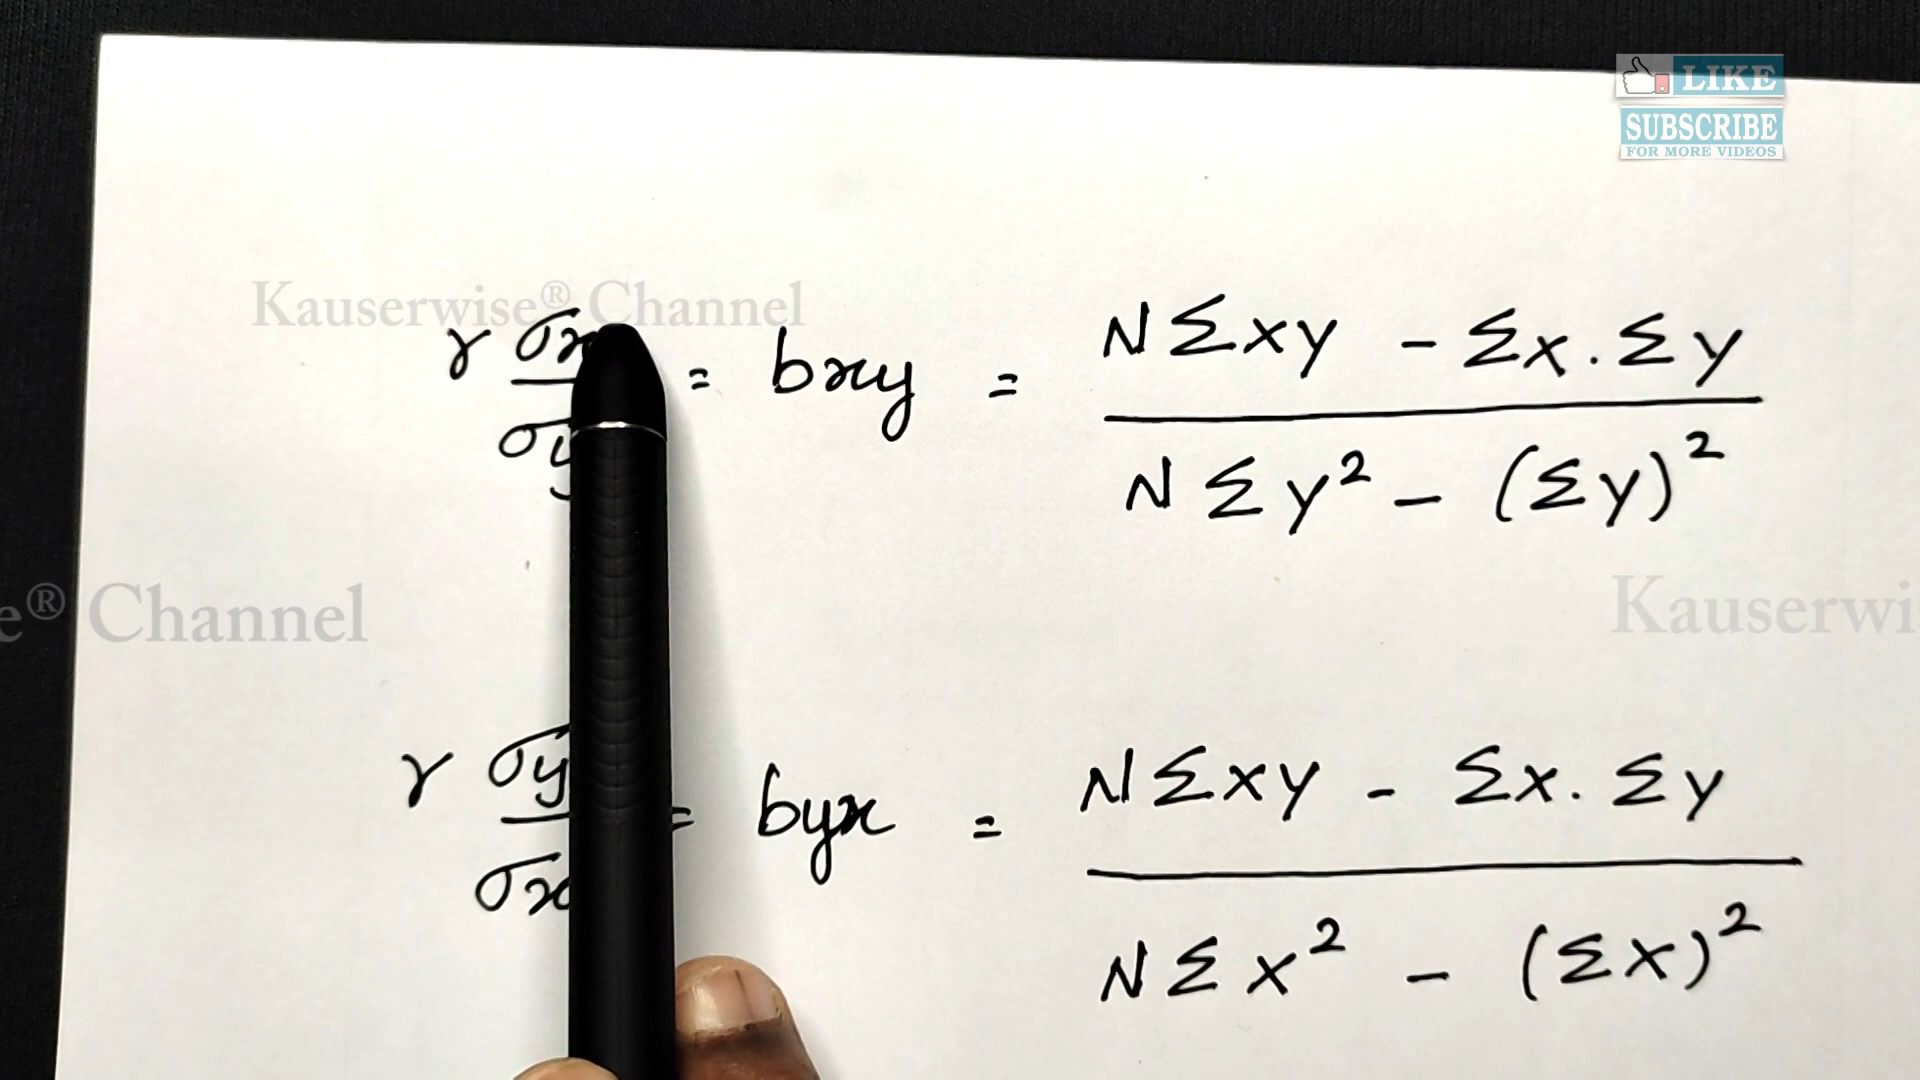 LIKE
SUBSCRIBE
FOR MORE VIDEOS
Kauserwise® Channel
r σx/σy = bxy = (NΣxy - Σx.Σy)/(NΣy² - (Σy)²)
e® Channel
Kauserwi
r σy/σx = byx = (NΣxy - Σx.Σy)/(NΣx² - (Σx)²)